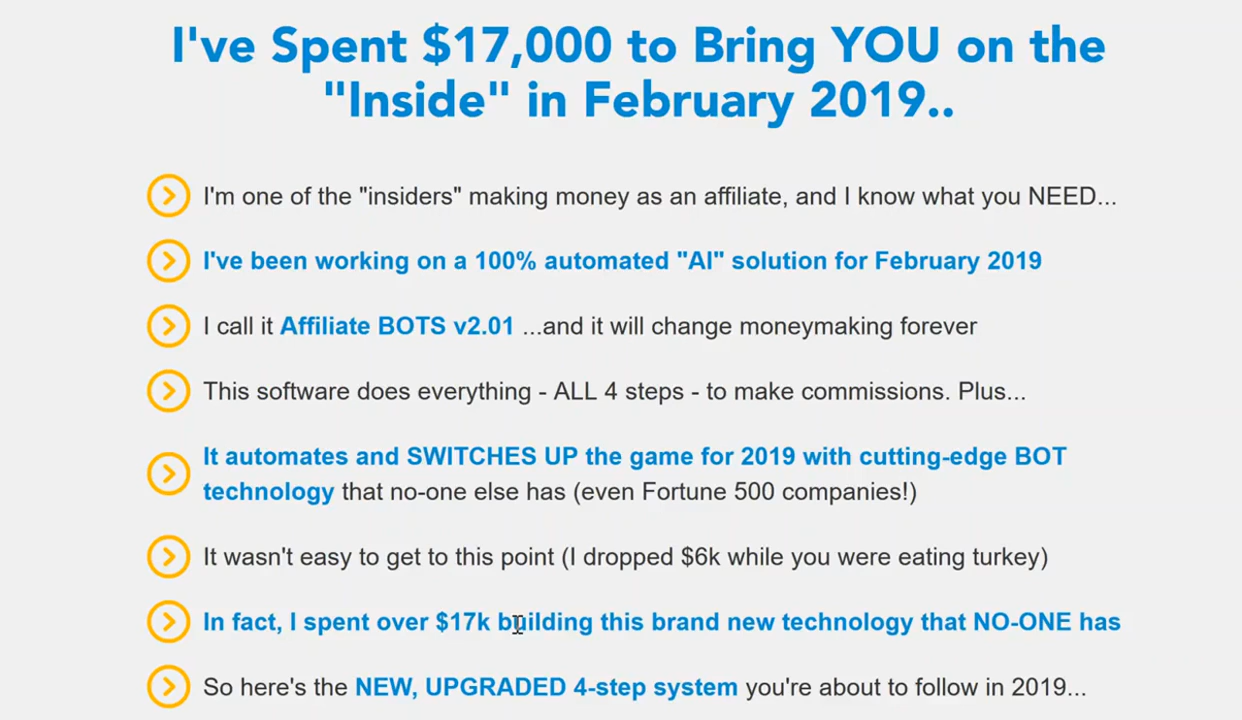 I've Spent $17,000 to Bring YOU on the
"Inside" in February 2019..
I'm one of the "insiders" making money as an affiliate, and I know what you NEED...
I've been working on a 100% automated "AI" solution for February 2019
I call it Affiliate BOTS v2.01 ...and it will change moneymaking forever
This software does everything - ALL 4 steps - to make commissions. Plus...
It automates and SWITCHES UP the game for 2019 with cutting-edge BOT
technology that no-one else has (even Fortune 500 companies!)
It wasn't easy to get to this point (I dropped $6k while you were eating turkey)
In fact, I spent over $17k building this brand new technology that NO-ONE has
So here's the NEW, UPGRADED 4-step system you're about to follow in 2019...